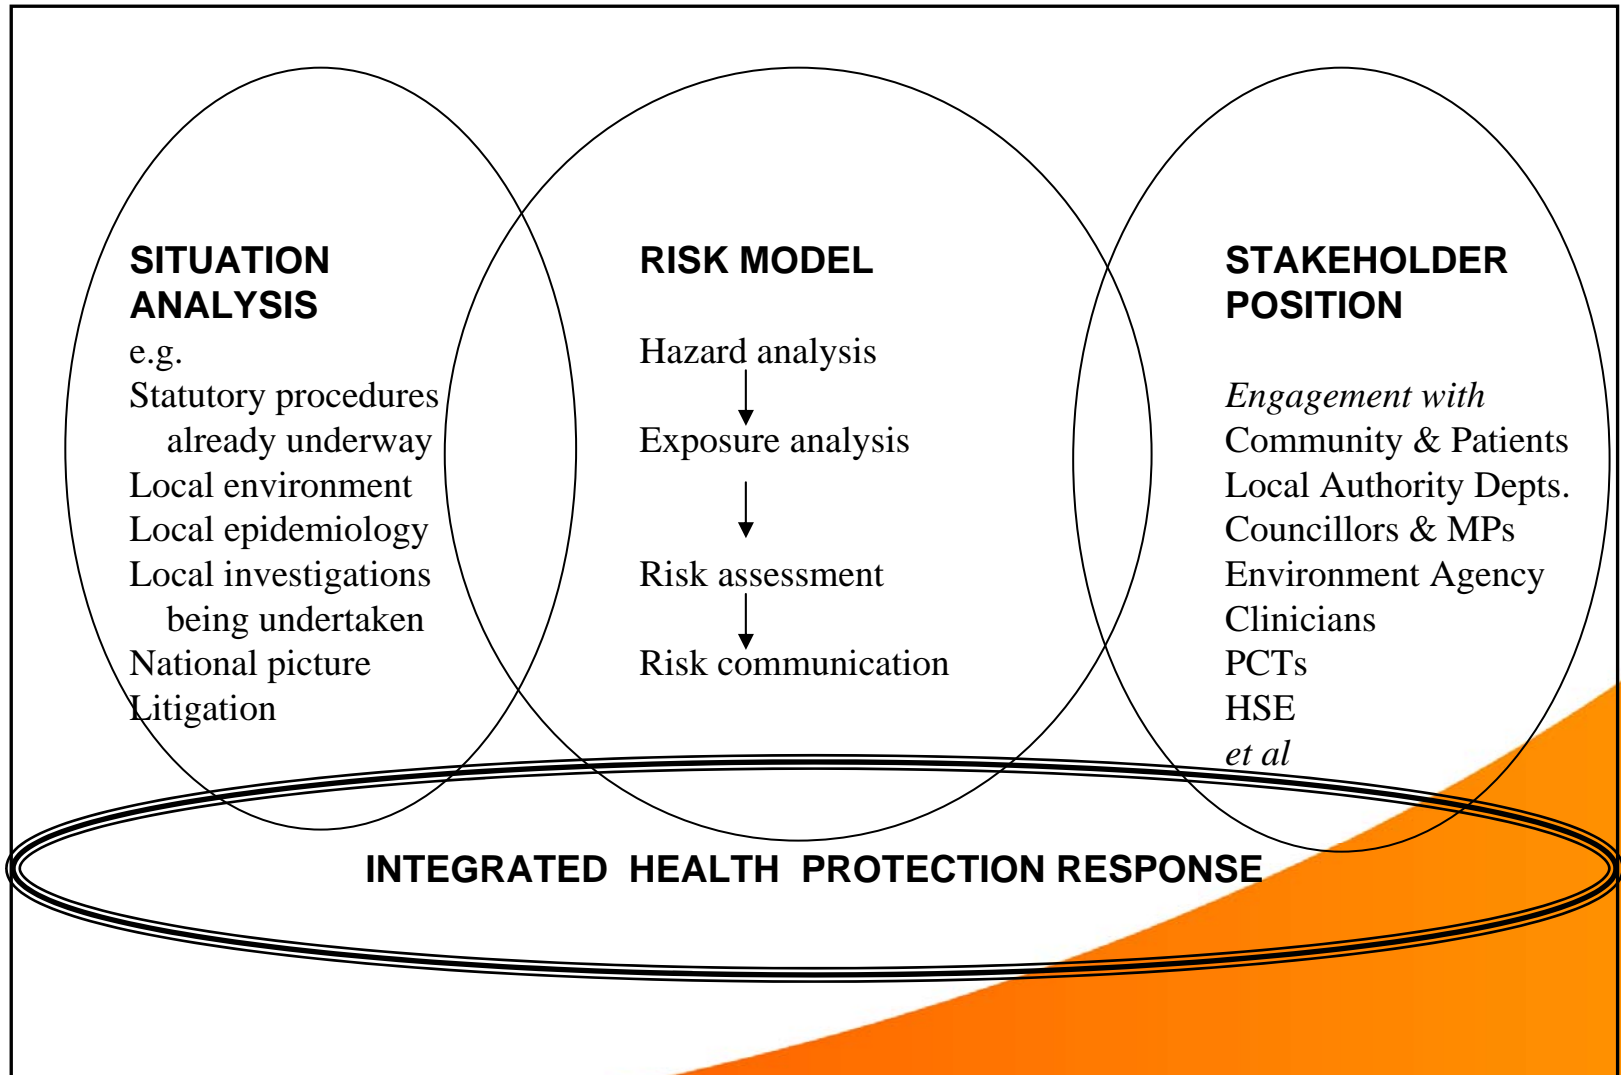 SITUATION
ANALYSIS
e.g.
Statutory procedures
already underway
Local environment
Local epidemiology
Local investigations
being undertaken
National picture
Litigation
RISK MODEL
Hazard analysis
Exposure analysis
Risk assessment
Risk communication
STAKEHOLDER
POSITION
Engagement with
Community & Patients
Local Authority Depts.
Councillors & MPs
Environment Agency
Clinicians
PCTs
HSE
et al
INTEGRATED HEALTH PROTECTION RESPONSE